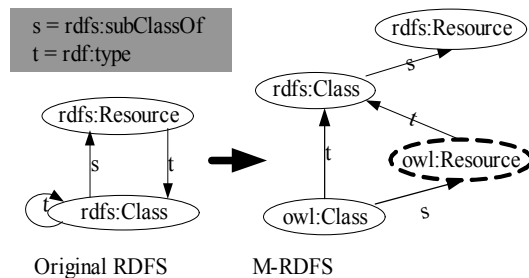 s = rdfs:subClassOf
t = rdf:type
rdfs:Resource
s
t
t
rdfs:Class
Original RDFS
rdfs:Resource
s
rdfs:Class
t
t
owl:Resource
owl:Class
s
M-RDFS